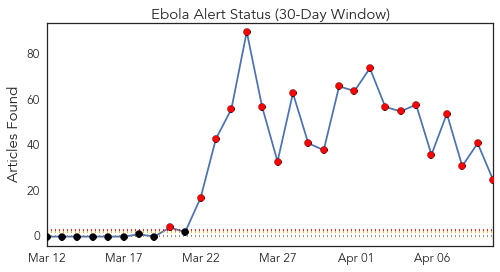 Ebola Alert Status (30-Day Window)
Articles Found
80
60
40
20
0
Mar 12 Mar 17 Mar 22 Mar 27 Apr 01 Apr 06